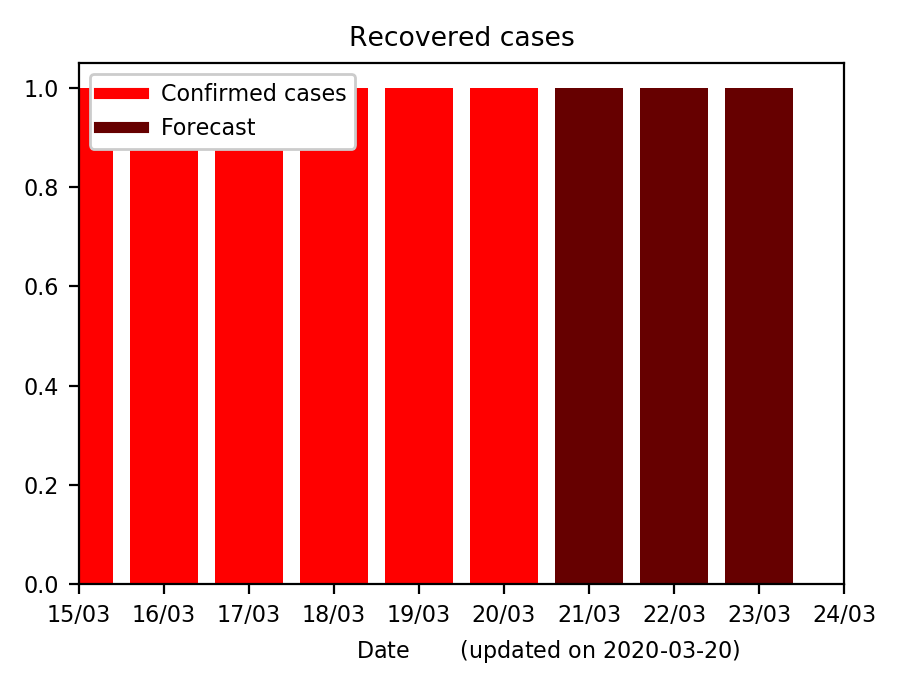 Recovered cases
Confirmed cases
Forecast
1.0
0.8
0.6
0.4
0.2
0.0
15/03 16/03 17/03 18/03 19/03 20/03 21/03 22/03 23/03 24/03
Date (updated on 2020-03-20)